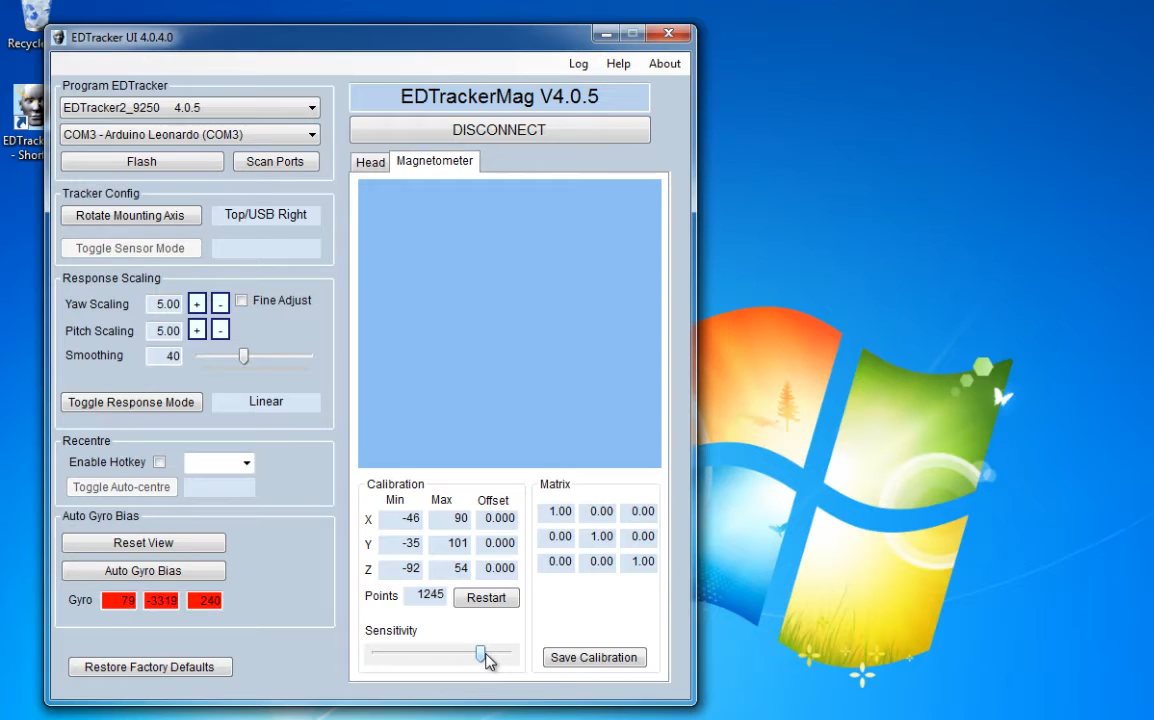 Recycle
EDTracker
- Short
EDTracker UI 4.0.4.0
Log Help About
Program EDTracker
EDTracker2_9250 4.0.5
COM3 - Arduino Leonardo (COM3)
Flash Scan Ports
Tracker Config
Rotate Mounting Axis Top/USB Right
Toggle Sensor Mode
Response Scaling
Yaw Scaling 5.00 + - Fine Adjust
Pitch Scaling 5.00 + -
Smoothing 40
Toggle Response Mode Linear
Recentre
Enable Hotkey
Toggle Auto-centre
Auto Gyro Bias
Reset View
Auto Gyro Bias
Gyro 79 -3319 240
Restore Factory Defaults
EDTrackerMag V4.0.5
DISCONNECT
Head Magnetometer
Calibration
Min Max Offset
X -46 90 0.000
Y -35 101 0.000
Z -92 54 0.000
Points 1245 Restart
Sensitivity
Matrix
1.00 0.00 0.00
0.00 1.00 0.00
0.00 0.00 1.00
Save Calibration